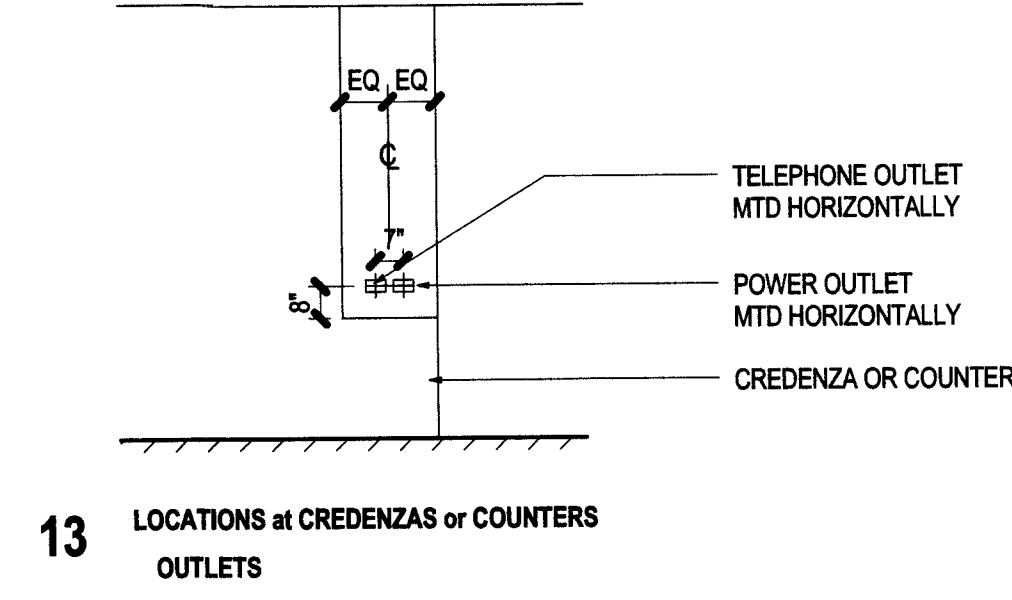 EQ EQ
℄
7"
8"
TELEPHONE OUTLET
MTD HORIZONTALLY
POWER OUTLET
MTD HORIZONTALLY
CREDENZA OR COUNTER
13 LOCATIONS at CREDENZAS or COUNTERS
OUTLETS